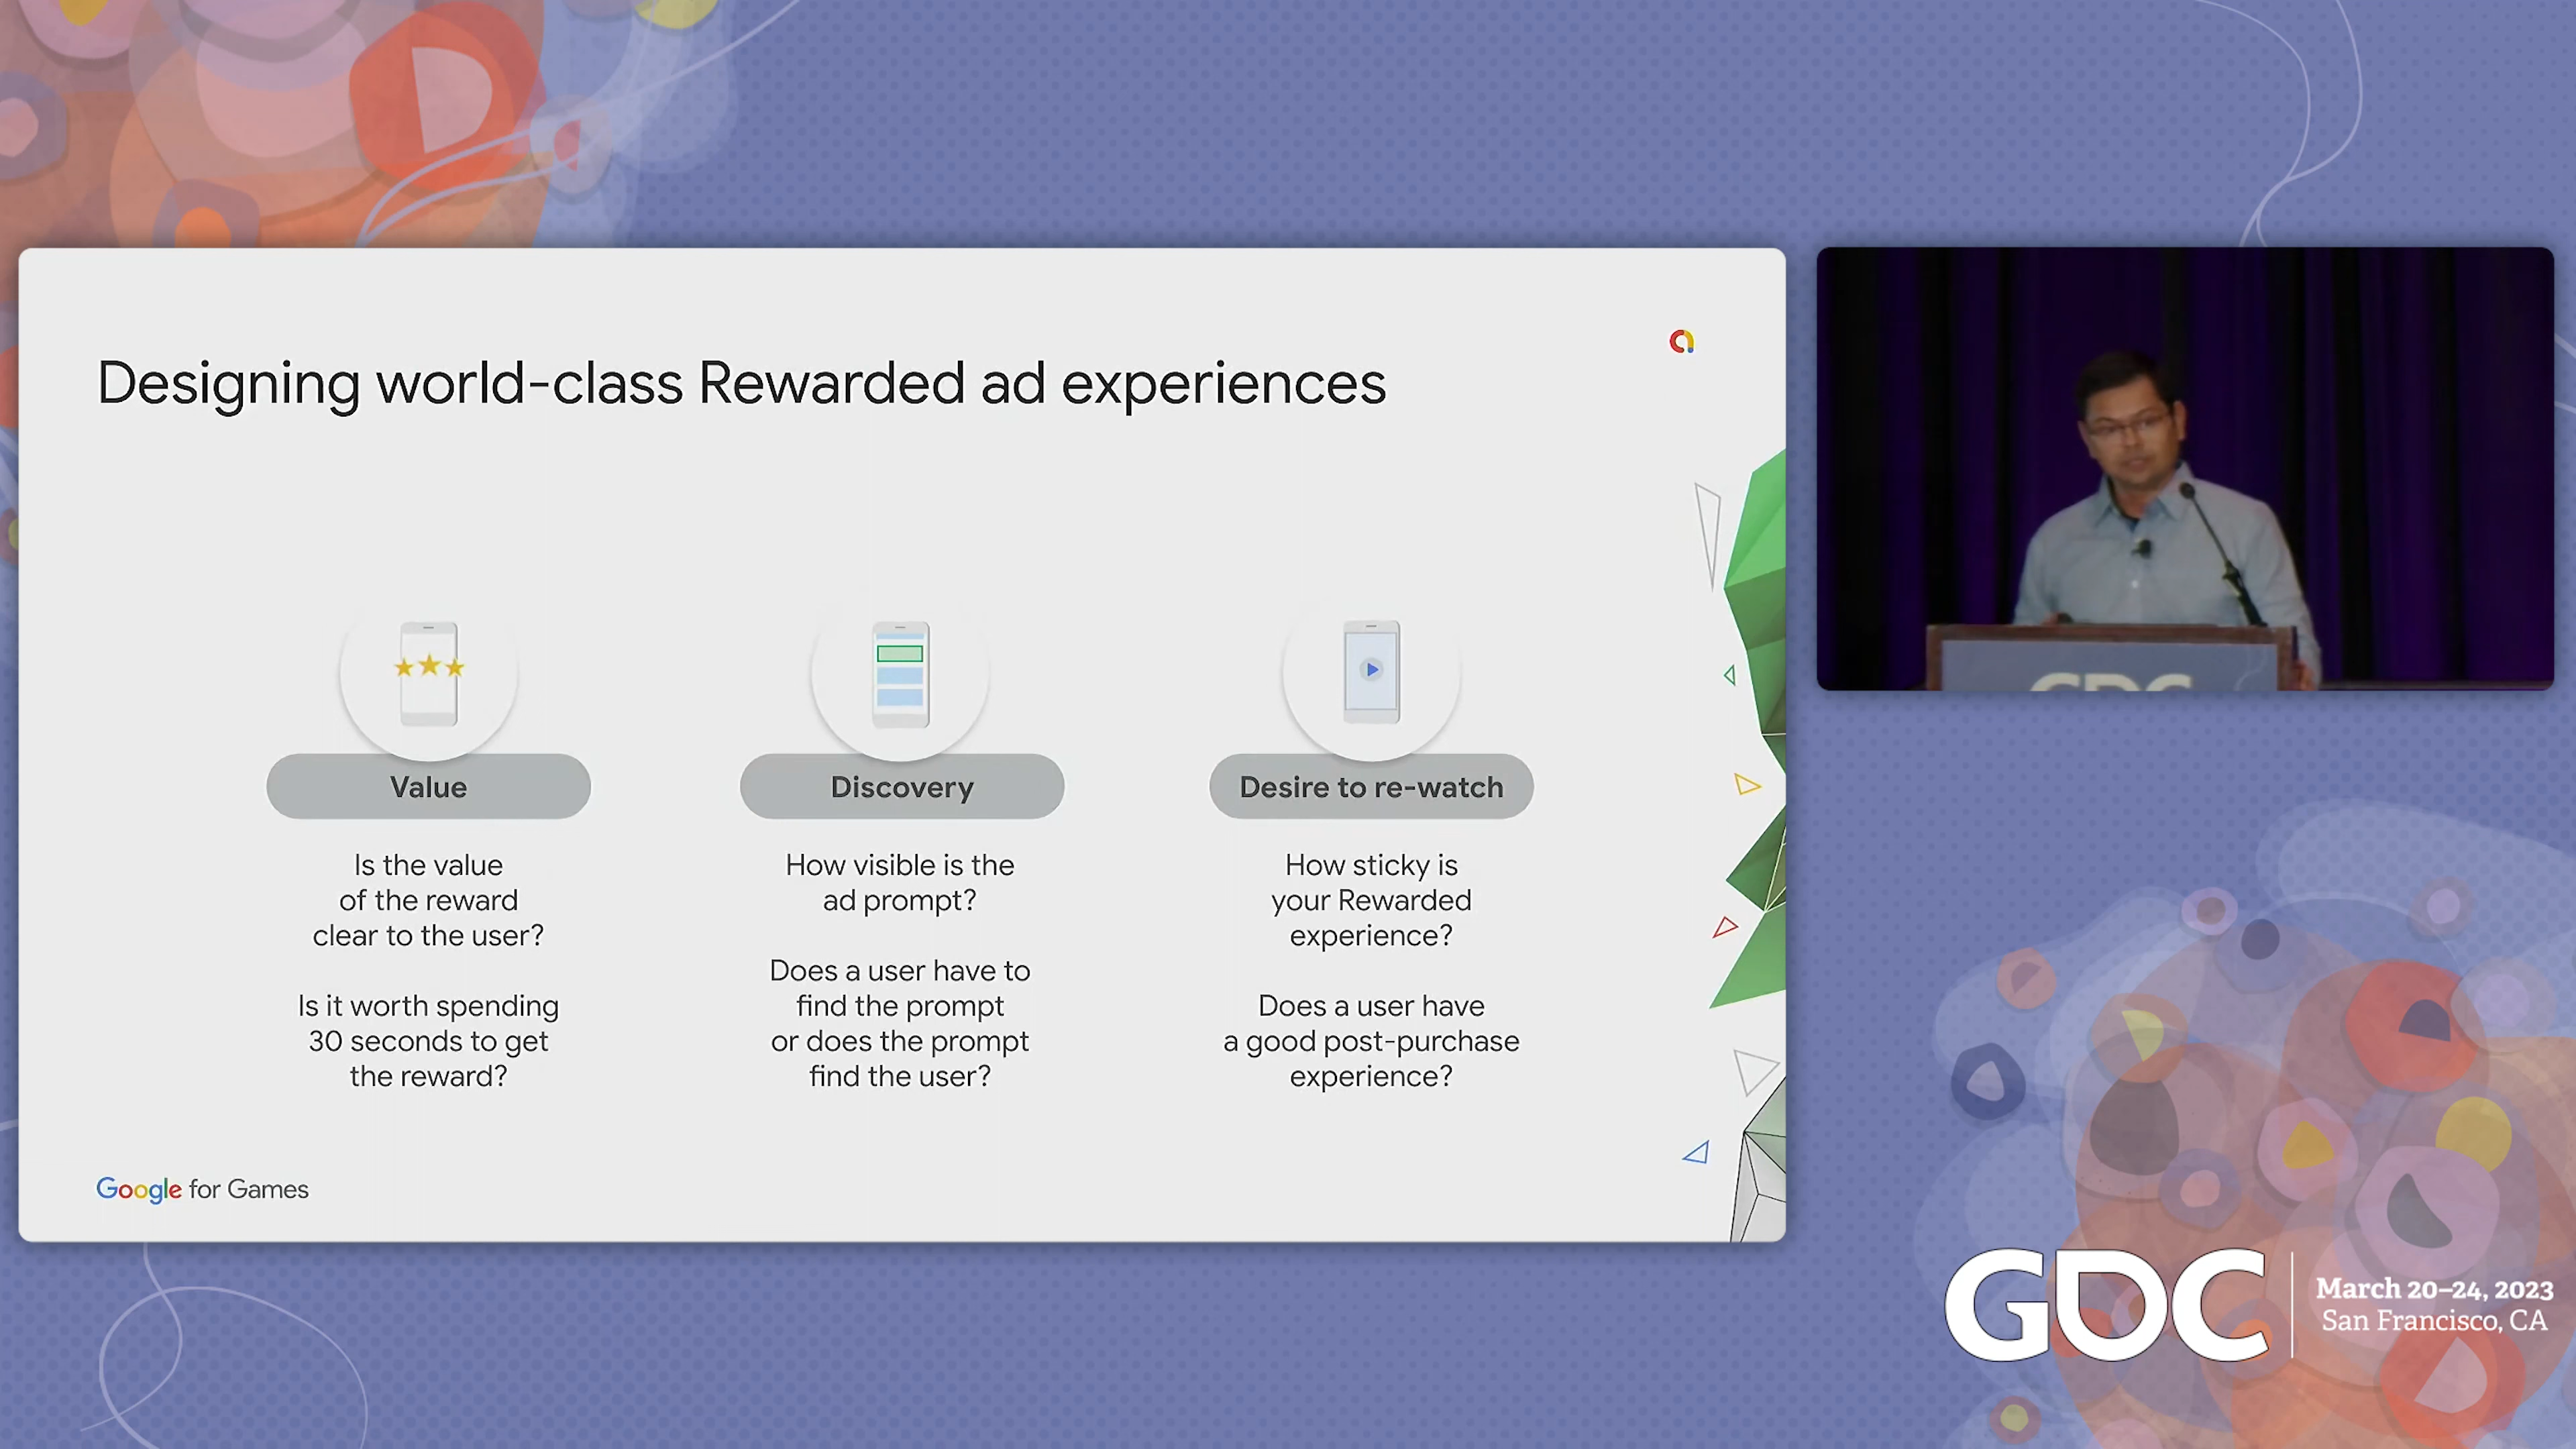 Designing world-class Rewarded ad experiences
Value
Is the value
of the reward
clear to the user?
Is it worth spending
30 seconds to get
the reward?
Discovery
How visible is the
ad prompt?
Does a user have to
find the prompt
or does the prompt
find the user?
Desire to re-watch
How sticky is
your Rewarded
experience?
Does a user have
a good post-purchase
experience?
Google for Games
GDC
GDC
March 20–24, 2023
San Francisco, CA